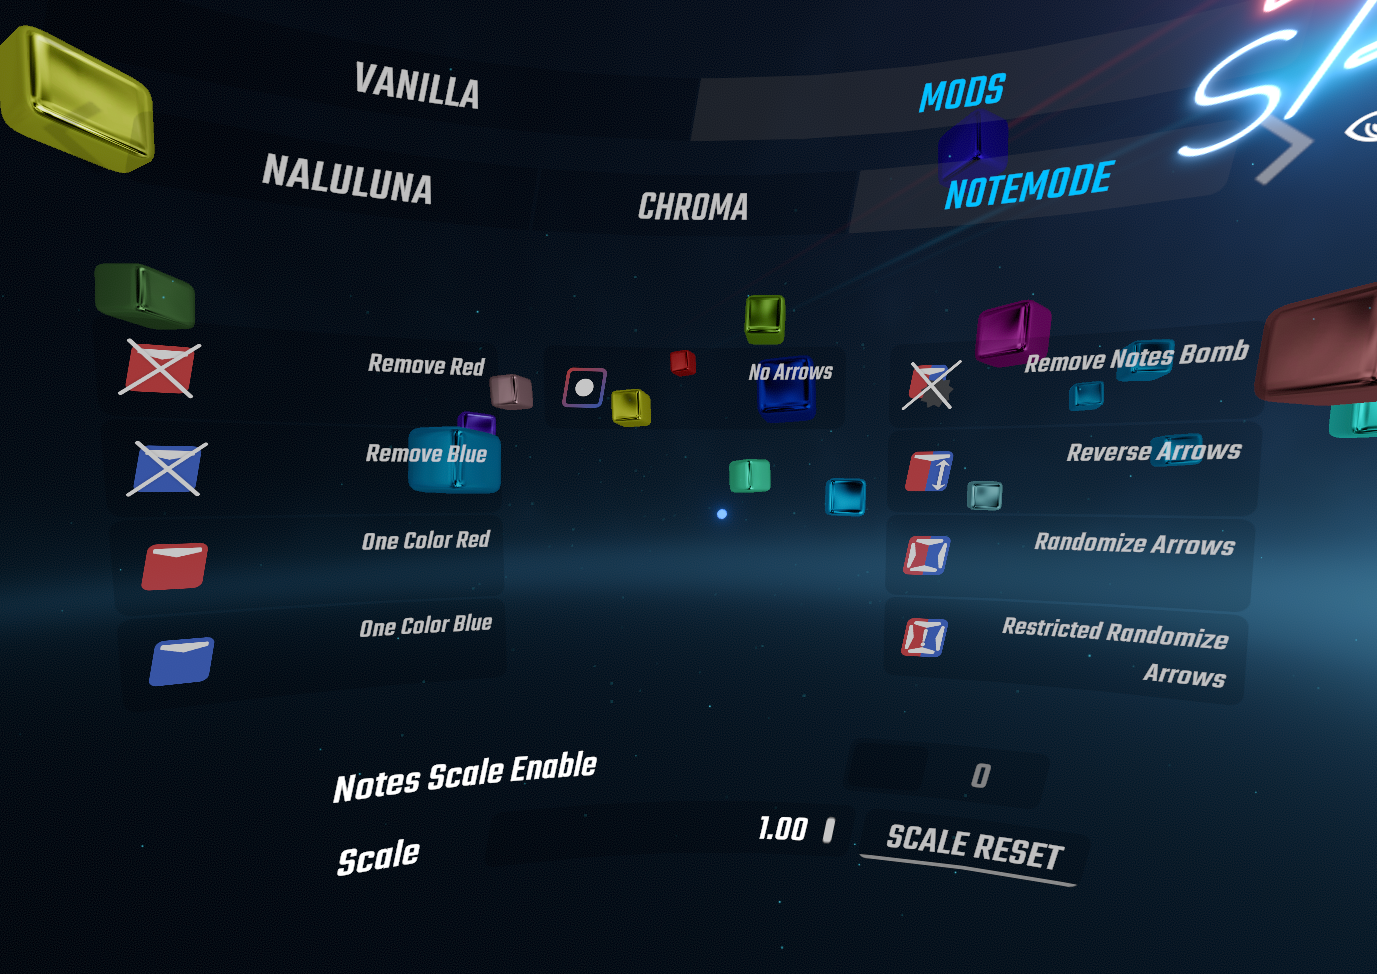 VANILLA
MODS
NALULUNA
CHROMA
NOTEMODE
Remove Red
No Arrows
Remove Notes Bomb
Remove Blue
Reverse Arrows
One Color Red
Randomize Arrows
One Color Blue
Restricted Randomize
Arrows
Notes Scale Enable
0
Scale
1.00
SCALE RESET